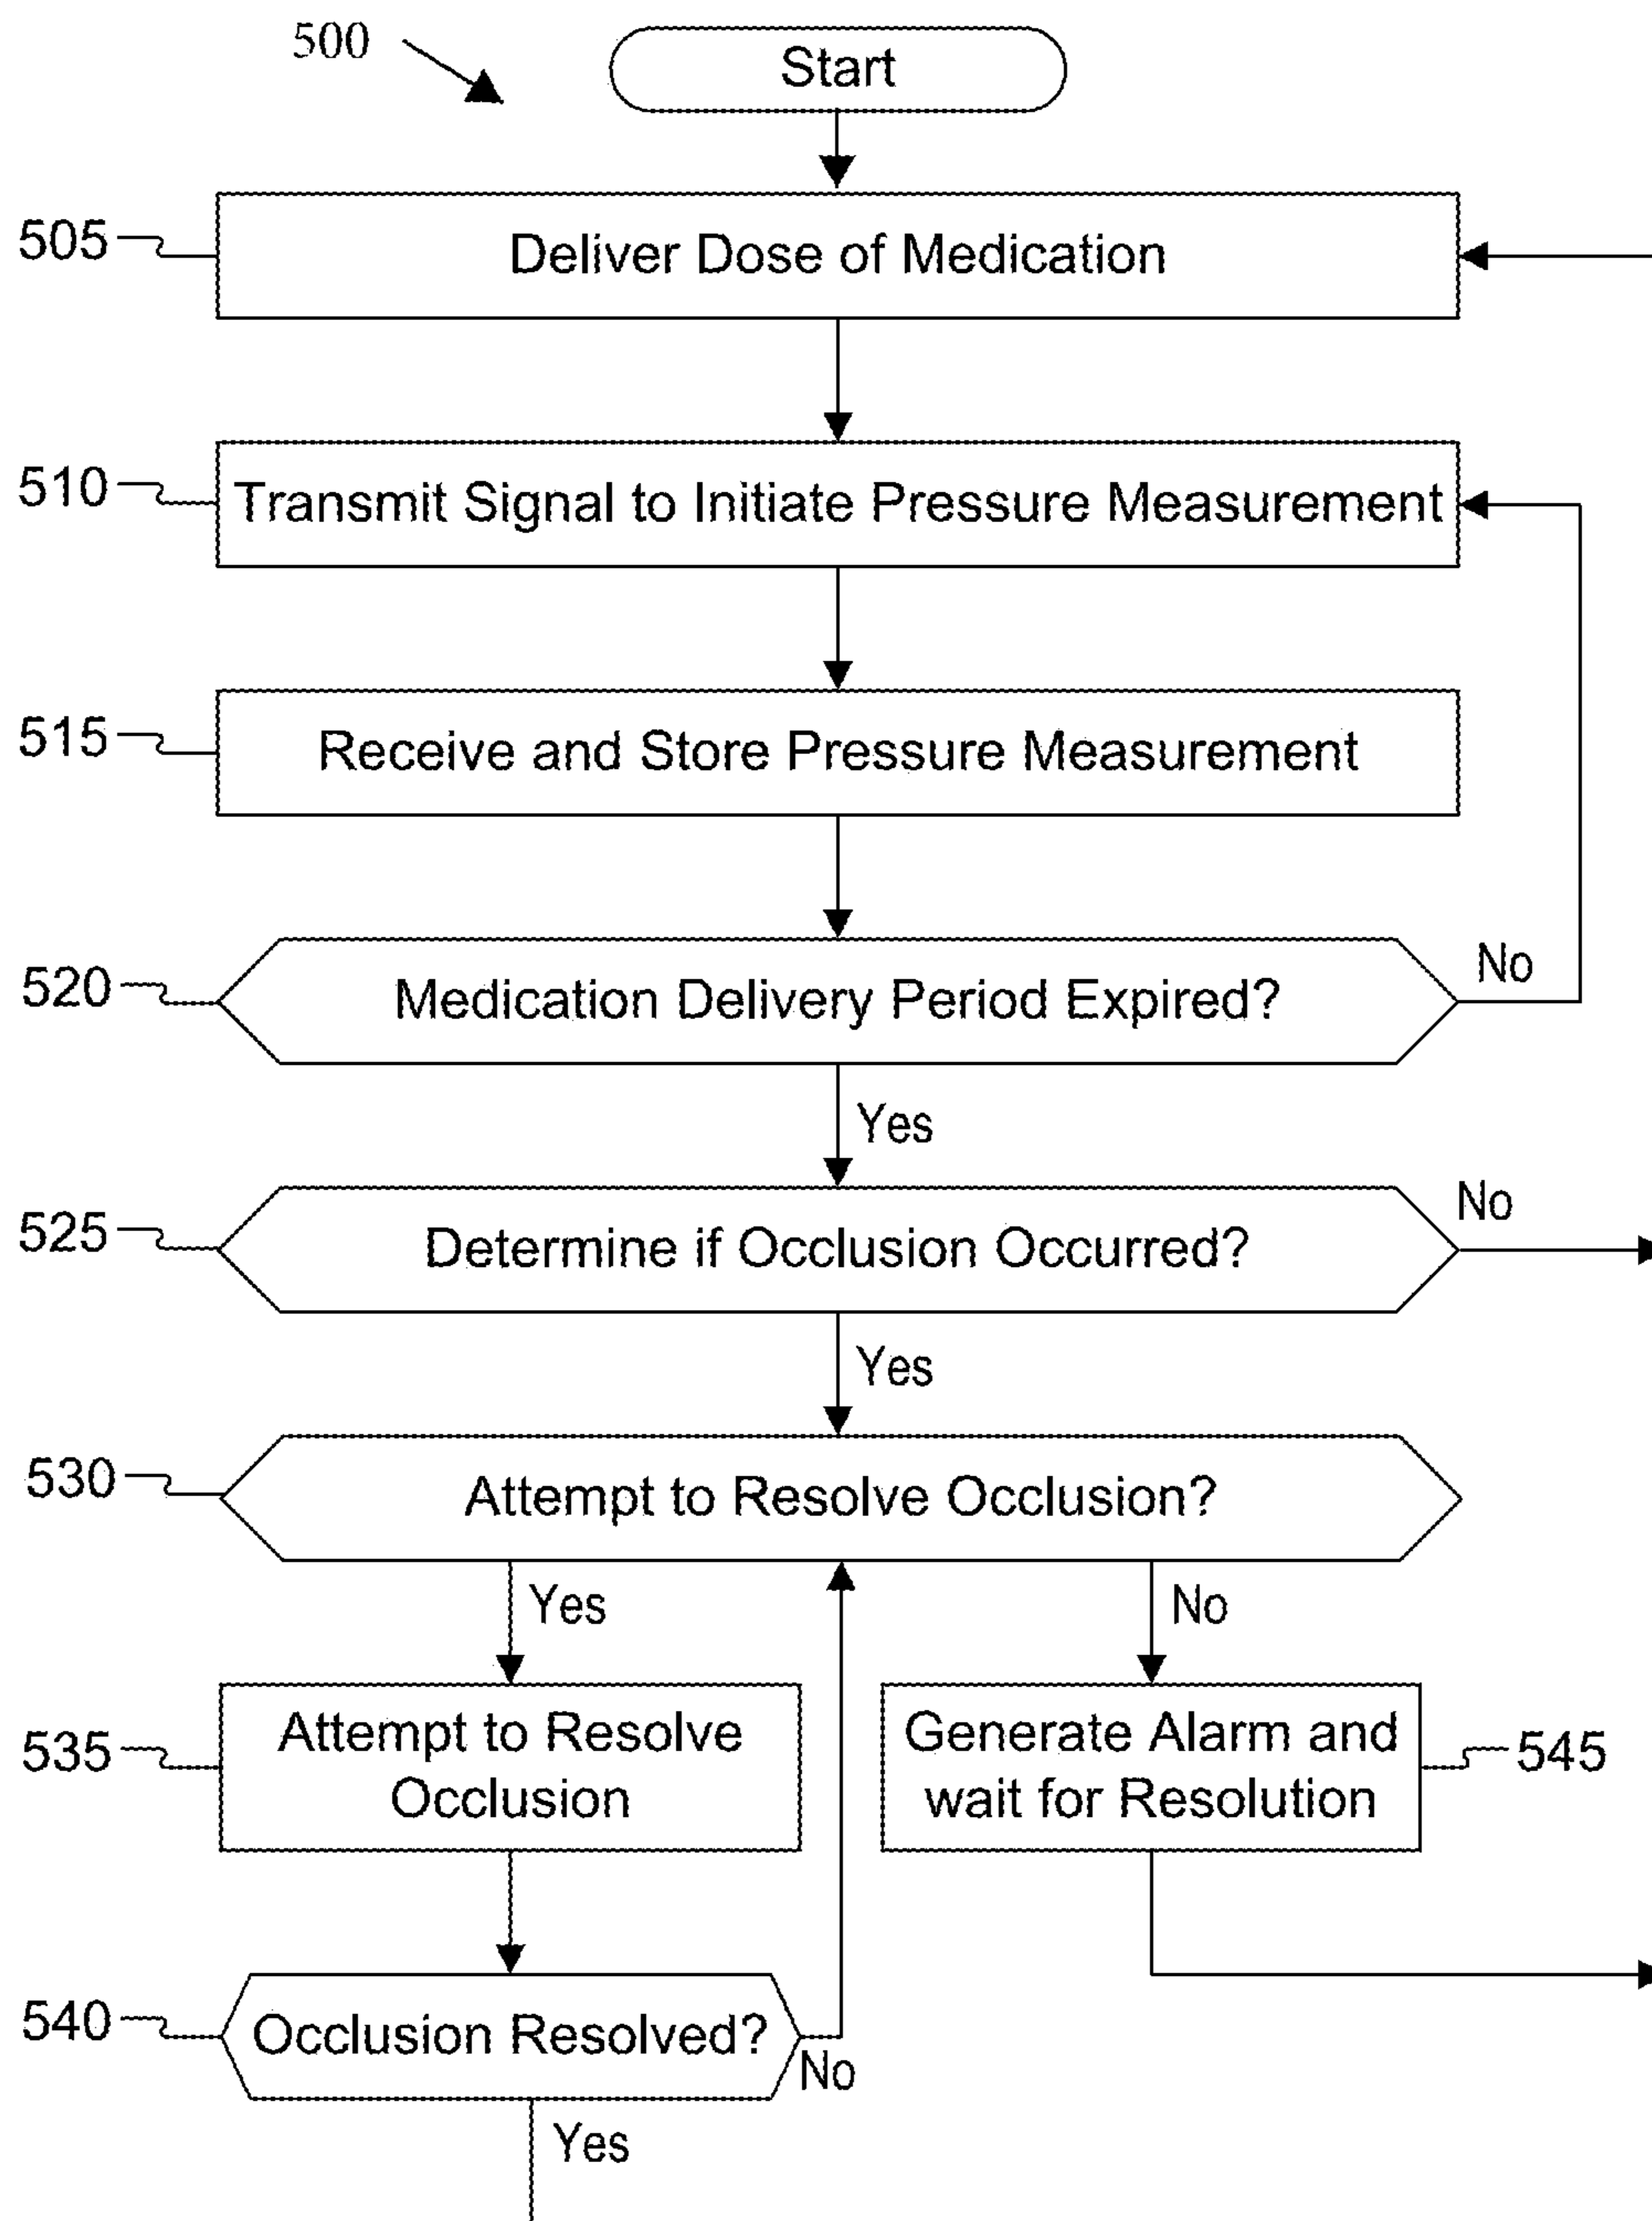 500
Start
505
Deliver Dose of Medication
510
Transmit Signal to Initiate Pressure Measurement
515
Receive and Store Pressure Measurement
520
Medication Delivery Period Expired?
No
Yes
525
Determine if Occlusion Occurred?
No
Yes
530
Attempt to Resolve Occlusion?
Yes
No
535
Attempt to Resolve
Occlusion
Generate Alarm and
wait for Resolution
545
540
Occlusion Resolved?
No
Yes